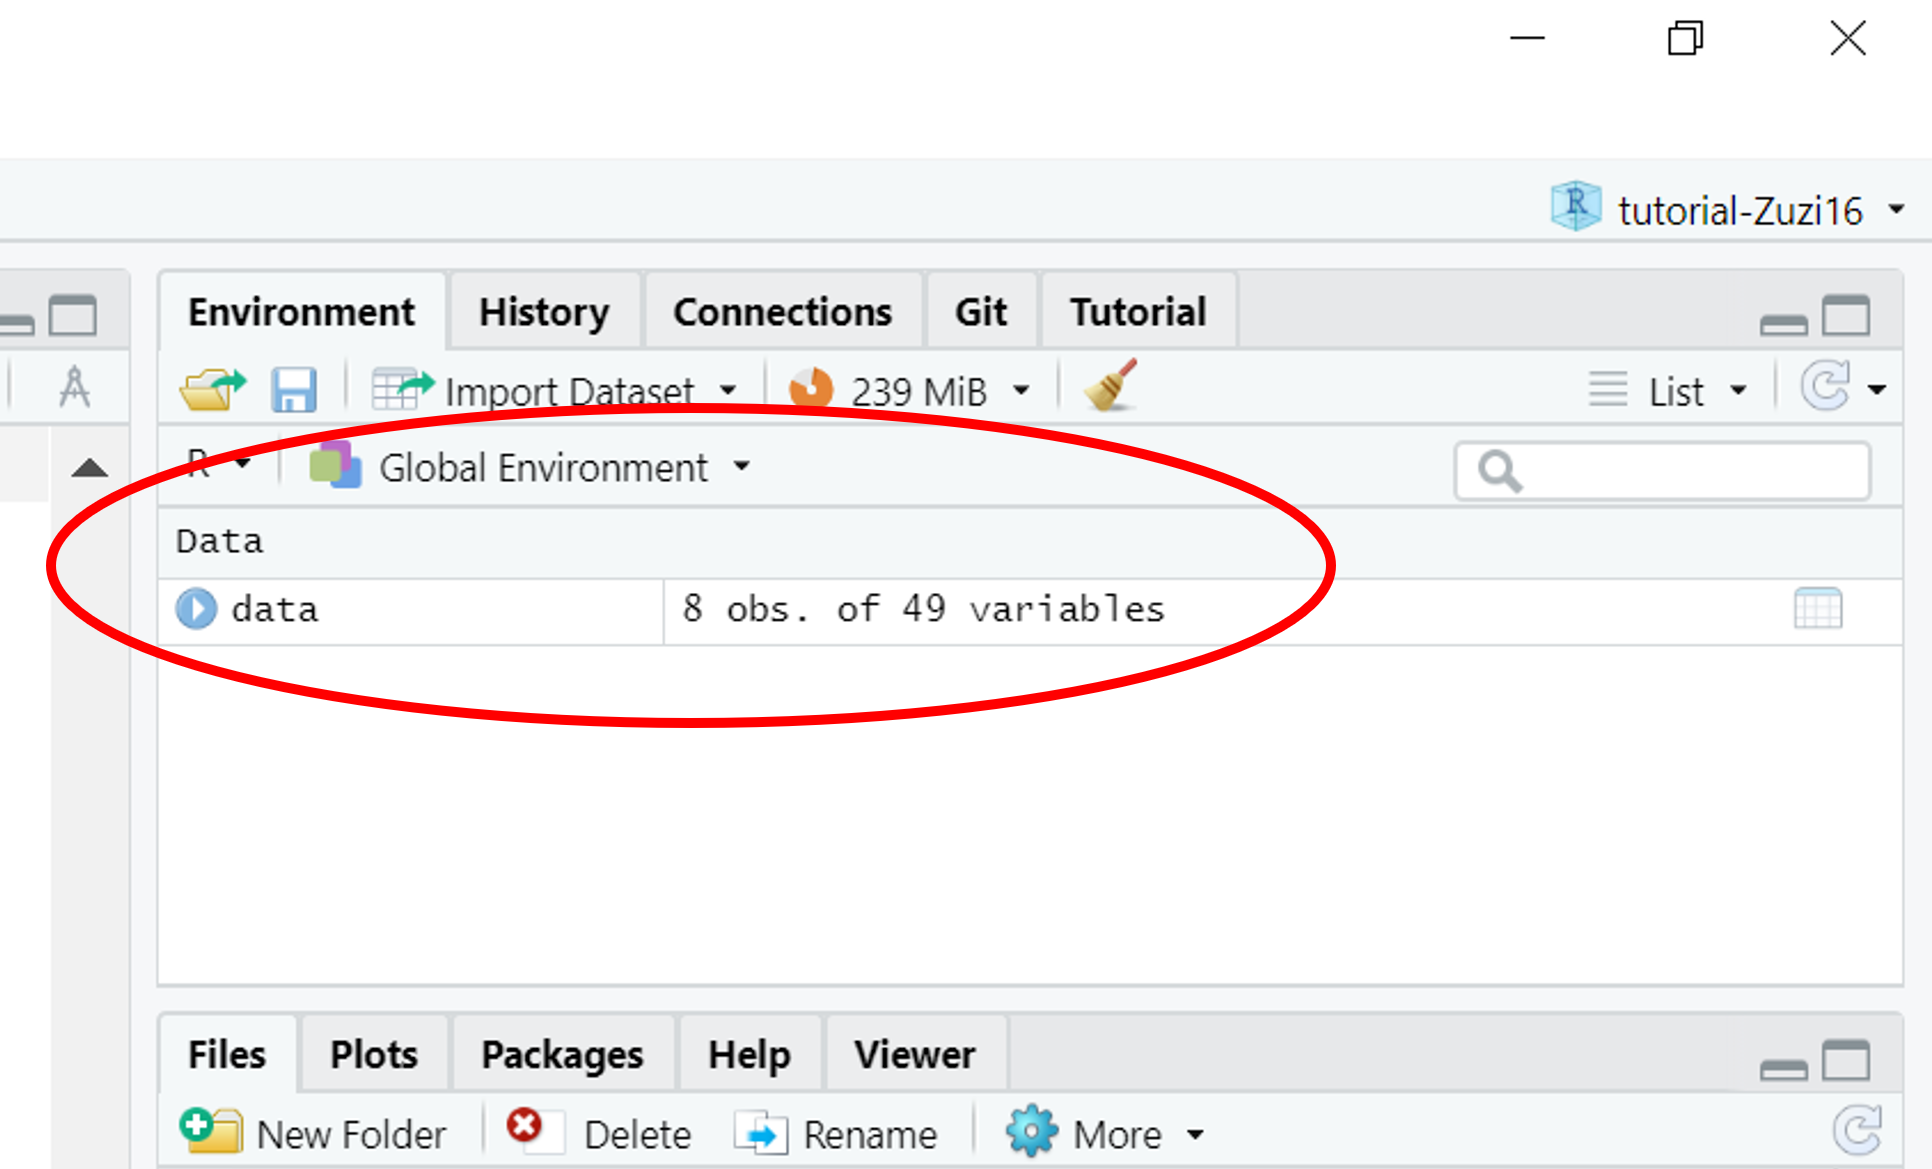 tutorial-Zuzi16
Environment History Connections Git Tutorial
Import Dataset 239 MiB List
R Global Environment
Data
data 8 obs. of 49 variables
Files Plots Packages Help Viewer
New Folder Delete Rename More